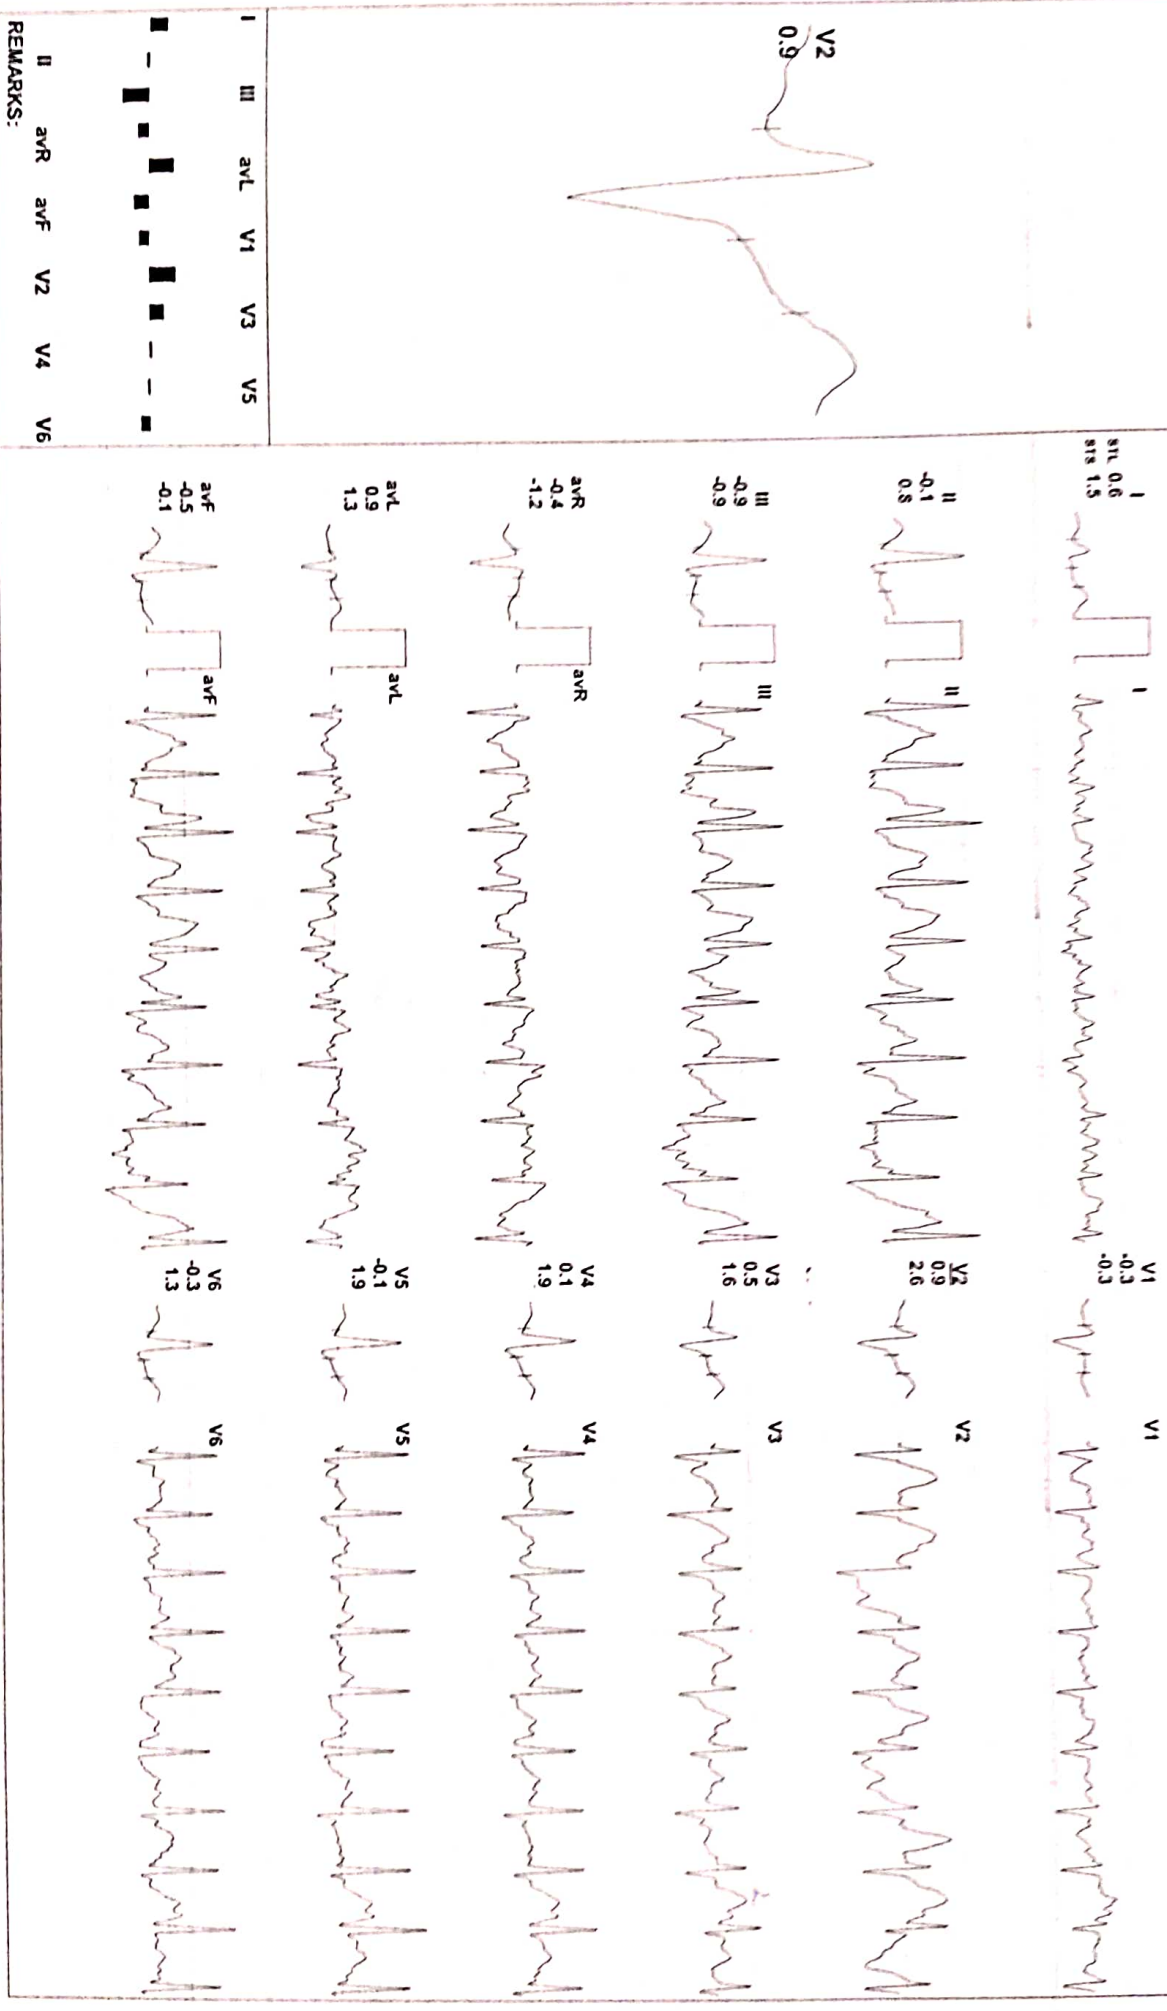 V2
0.9
I III avL V1 V3 V5
II avR avF V2 V4 V6
REMARKS:
I
STL 0.6
STS 1.5
I
II
-0.1
0.8
II
III
-0.9
-0.9
III
avR
-0.4
-1.2
avR
avL
0.9
1.3
avL
avF
-0.5
-0.1
avF
V1
-0.3
-0.3
V1
V2
0.9
2.6
V2
V3
0.5
1.6
V3
V4
0.1
1.9
V4
V5
-0.1
1.9
V5
V6
-0.3
1.3
V6